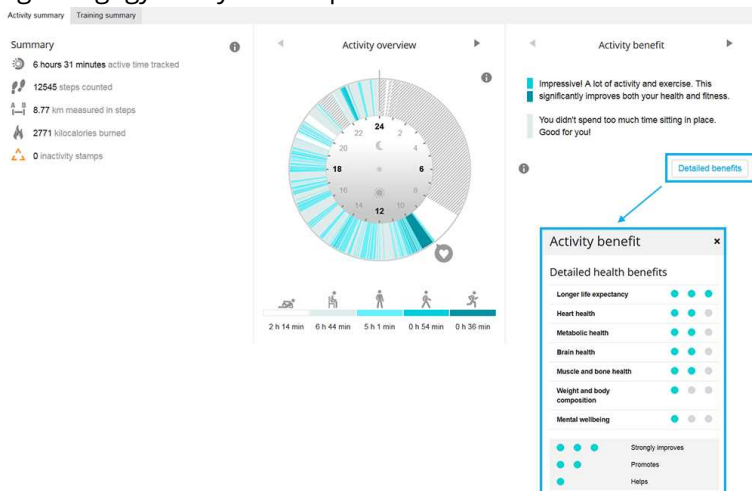 Activity summary
Training summary
Summary
6 hours 31 minutes active time tracked
12545 steps counted
A B
8.77 km measured in steps
2771 kilocalories burned
0 inactivity stamps
Activity overview
24
22
2
20
4
18
6
16
8
14
10
12
2 h 14 min
6 h 44 min
5 h 1 min
0 h 54 min
0 h 36 min
Activity benefit
Impressive! A lot of activity and exercise. This
significantly improves both your health and fitness.
You didn't spend too much time sitting in place.
Good for you!
Detailed benefits
Activity benefit
×
Detailed health benefits
Longer life expectancy
Heart health
Metabolic health
Brain health
Muscle and bone health
Weight and body
composition
Mental wellbeing
Strongly improves
Promotes
Helps